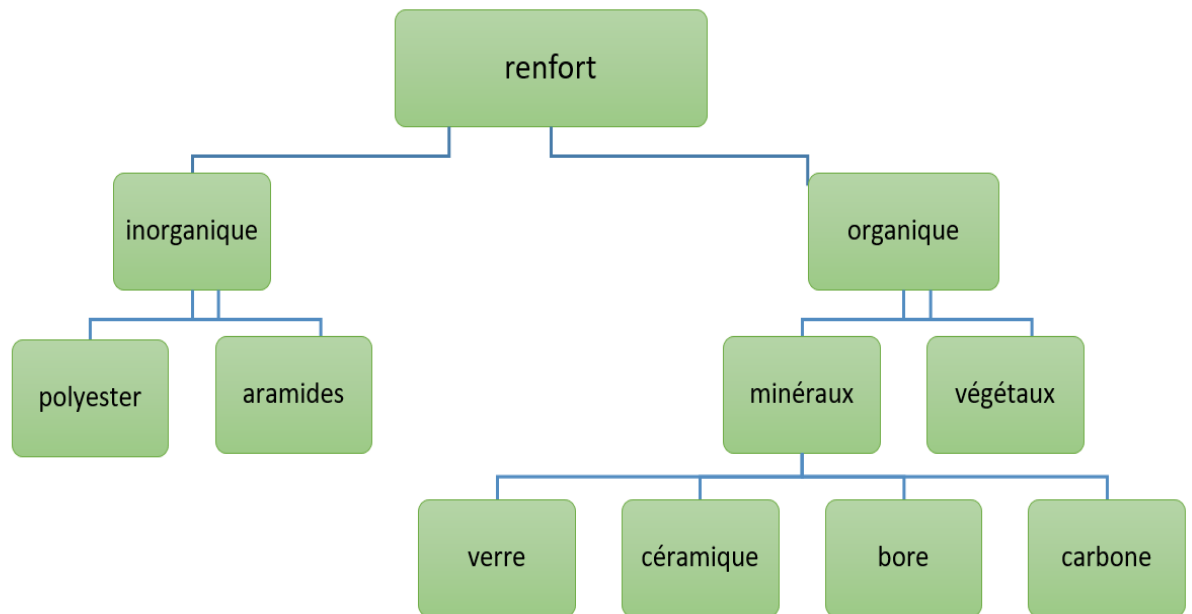 renfort
inorganique
organique
polyester
aramides
minéraux
végétaux
verre
céramique
bore
carbone